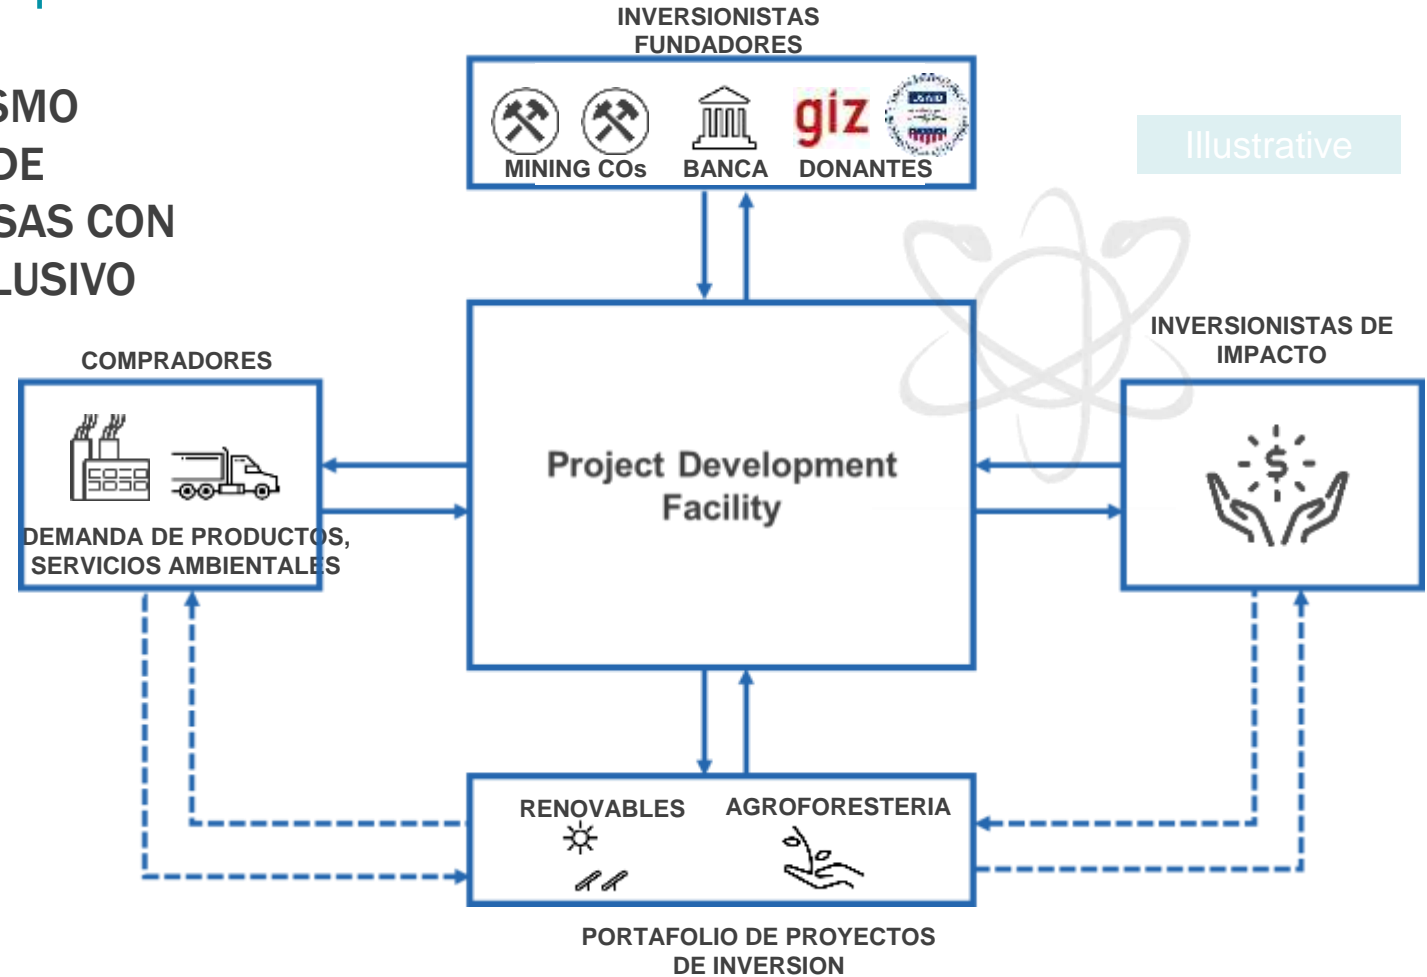 INVERSIONISTAS
FUNDADORES
SMO
DE
SAS CON
LUSIVO
giz
USAID
MINING COs
BANCA
DONANTES
Illustrative
COMPRADORES
INVERSIONISTAS DE
IMPACTO
Project Development
Facility
$
DEMANDA DE PRODUCTOS,
SERVICIOS AMBIENTALES
RENOVABLES
AGROFORESTERIA
PORTAFOLIO DE PROYECTOS
DE INVERSION